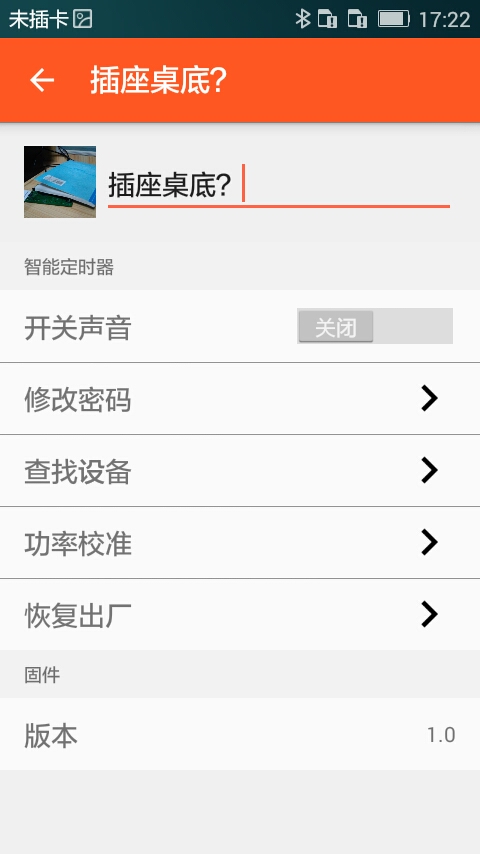 未插卡 17:22
插座桌底?
插座桌底?
智能定时器
开关声音 关闭
修改密码
查找设备
功率校准
恢复出厂
固件
版本 1.0